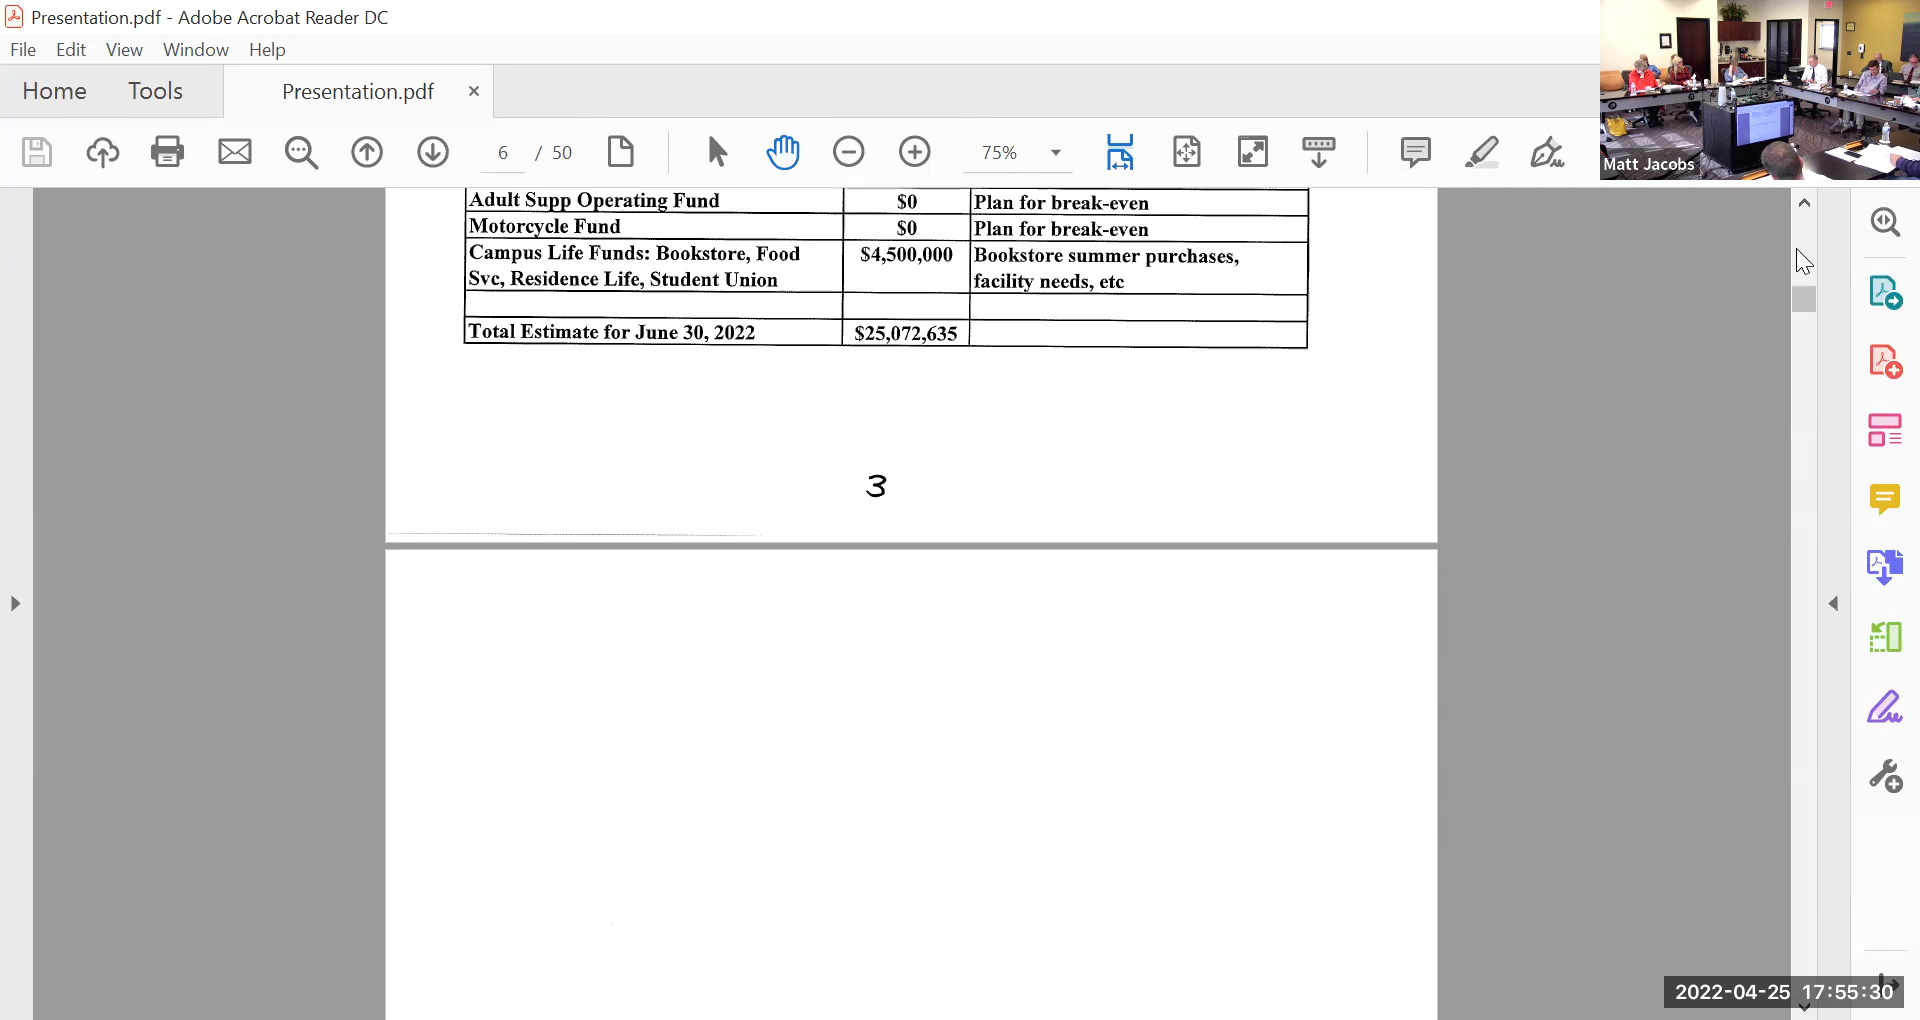 Presentation.pdf - Adobe Acrobat Reader DC
File Edit View Window Help
Home Tools Presentation.pdf ×
6 / 50 75%
Matt Jacobs
Adult Supp Operating Fund $0 Plan for break-even
Motorcycle Fund $0 Plan for break-even
Campus Life Funds: Bookstore, Food $4,500,000 Bookstore summer purchases,
Svc, Residence Life, Student Union facility needs, etc
Total Estimate for June 30, 2022 $25,072,635
3
2022-04-25 17:55:30